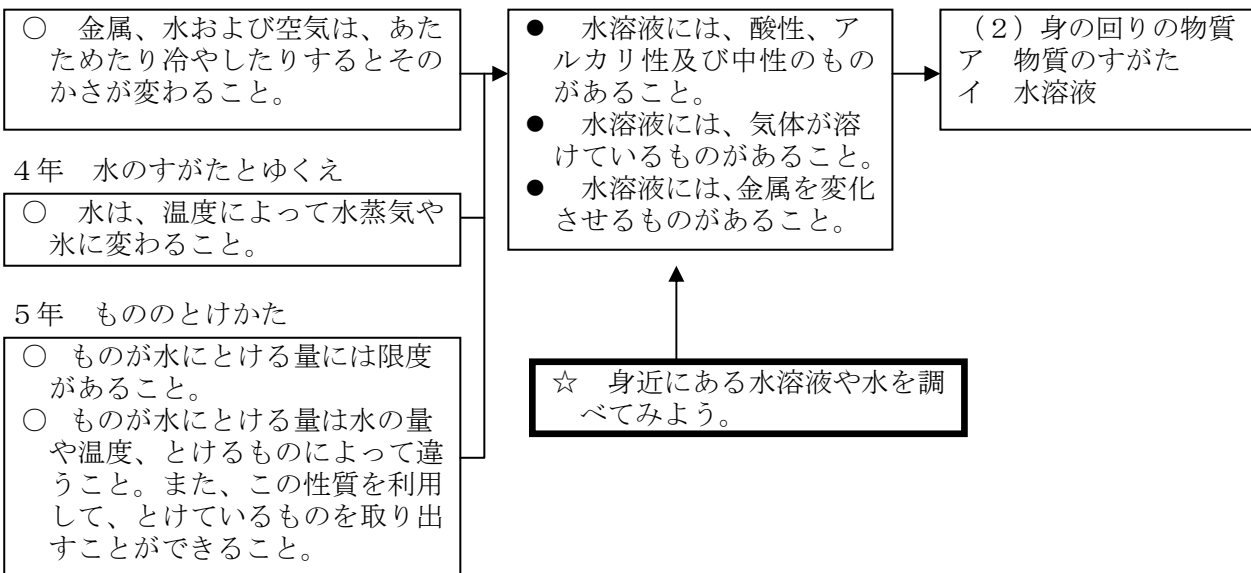 ○　金属、水および空気は、あた
ためたり冷やしたりするとその
かさが変わること。
４年　水のすがたとゆくえ
○　水は、温度によって水蒸気や
氷に変わること。
５年　もののとけかた
○　ものが水にとける量には限度
があること。
○　ものが水にとける量は水の量
や温度、とけるものによって違
うこと。また、この性質を利用
して、とけているものを取り出
すことができること。
●　水溶液には、酸性、ア
ルカリ性及び中性のもの
があること。
●　水溶液には、気体が溶
けているものがあること。
●　水溶液には、金属を変化
させるものがあること。
☆　身近にある水溶液や水を調
べてみよう。
（２）身の回りの物質
ア　物質のすがた
イ　水溶液